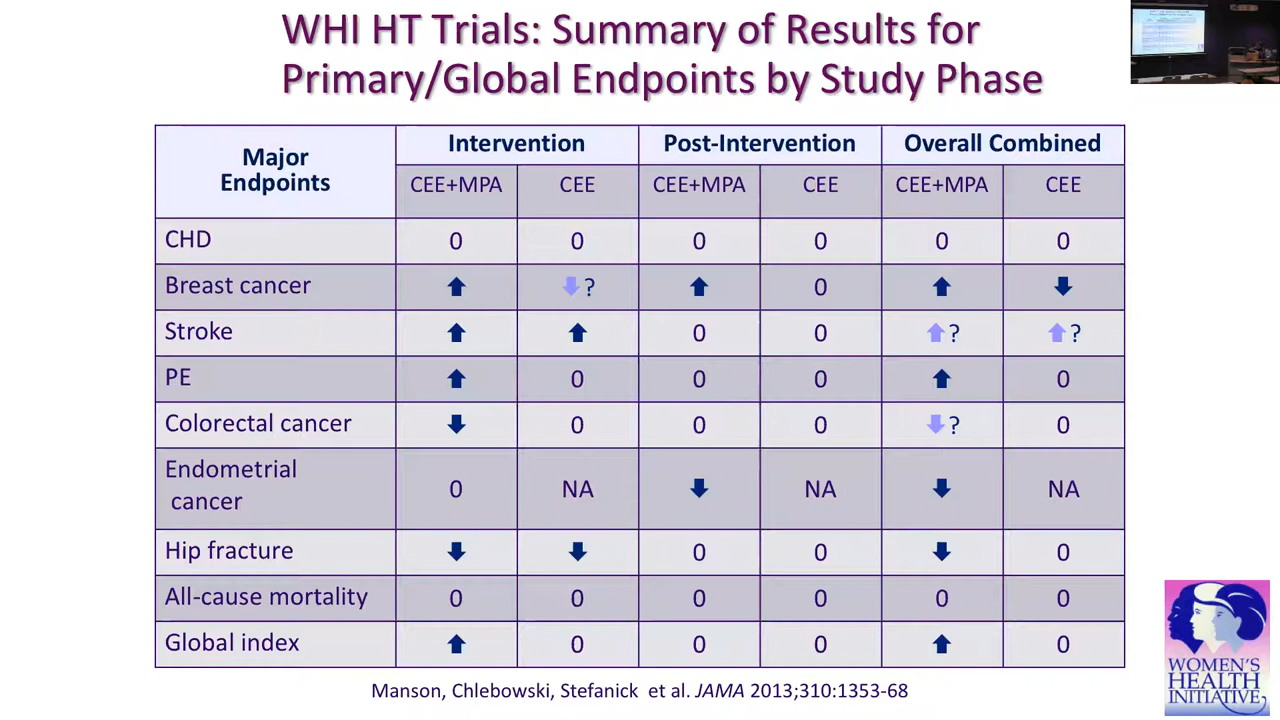 WHI HT Trials: Summary of Results for
Primary/Global Endpoints by Study Phase
Major Endpoints Intervention Post-Intervention Overall Combined
CEE+MPA CEE CEE+MPA CEE CEE+MPA CEE
CHD 0 0 0 0 0 0
Breast cancer ⬆ ⬇? ⬆ 0 ⬆ ⬇
Stroke ⬆ ⬆ 0 0 ⬆? ⬆?
PE ⬆ 0 0 0 ⬆ 0
Colorectal cancer ⬇ 0 0 0 ⬇? 0
Endometrial cancer 0 NA ⬇ NA ⬇ NA
Hip fracture ⬇ ⬇ 0 0 ⬇ 0
All-cause mortality 0 0 0 0 0 0
Global index ⬆ 0 0 0 ⬆ 0
Manson, Chlebowski, Stefanick et al. JAMA 2013;310:1353-68
WOMEN'S
HEALTH
INITIATIVE